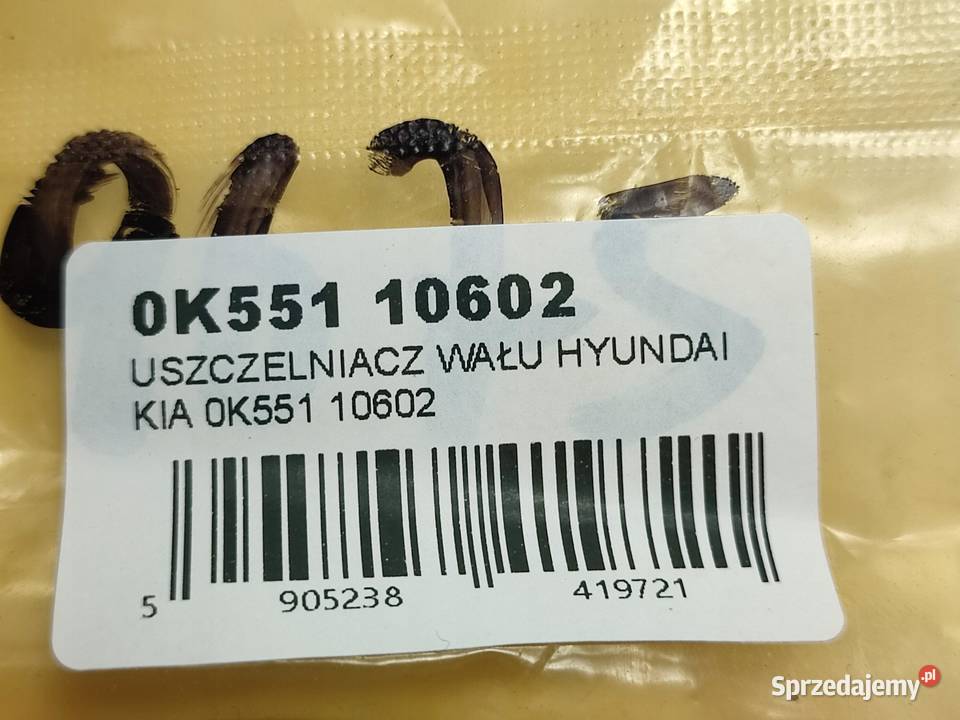 0K551 10602
USZCZELNIACZ WAŁU HYUNDAI
KIA 0K551 10602
5 905238 419721
Sprzedajemy.pl